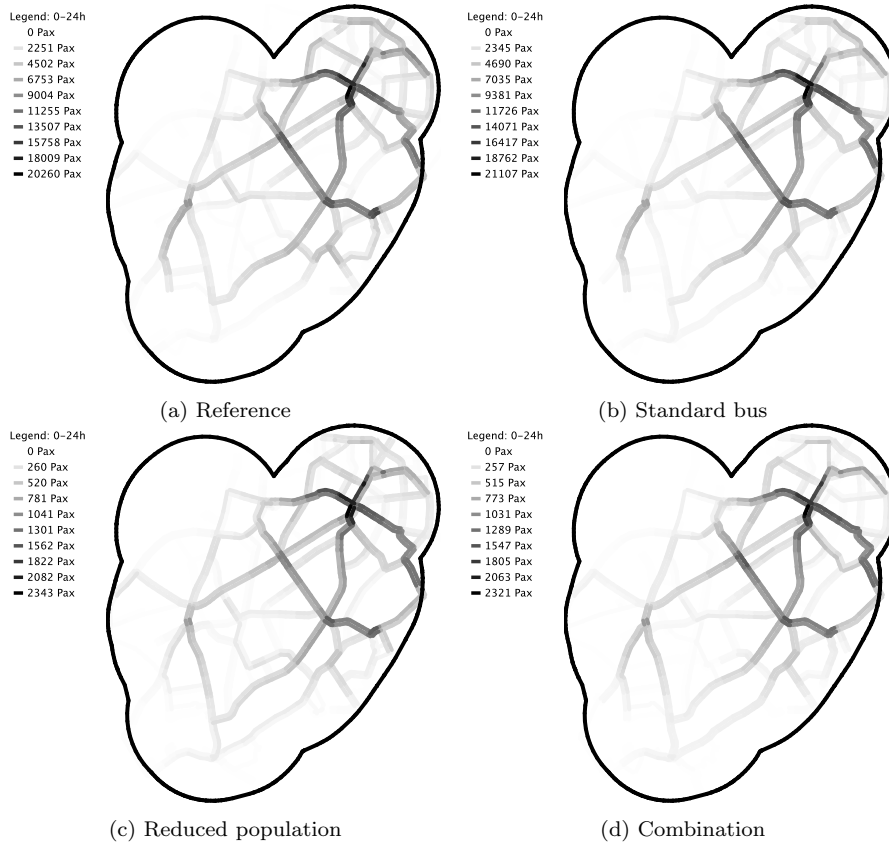 Legend: 0-24h
0 Pax
2251 Pax
4502 Pax
6753 Pax
9004 Pax
11255 Pax
13507 Pax
15758 Pax
18009 Pax
20260 Pax
(a) Reference
Legend: 0-24h
0 Pax
2345 Pax
4690 Pax
7035 Pax
9381 Pax
11726 Pax
14071 Pax
16417 Pax
18762 Pax
21107 Pax
(b) Standard bus
Legend: 0-24h
0 Pax
260 Pax
520 Pax
781 Pax
1041 Pax
1301 Pax
1562 Pax
1822 Pax
2082 Pax
2343 Pax
(c) Reduced population
Legend: 0-24h
0 Pax
257 Pax
515 Pax
773 Pax
1031 Pax
1289 Pax
1547 Pax
1805 Pax
2063 Pax
2321 Pax
(d) Combination